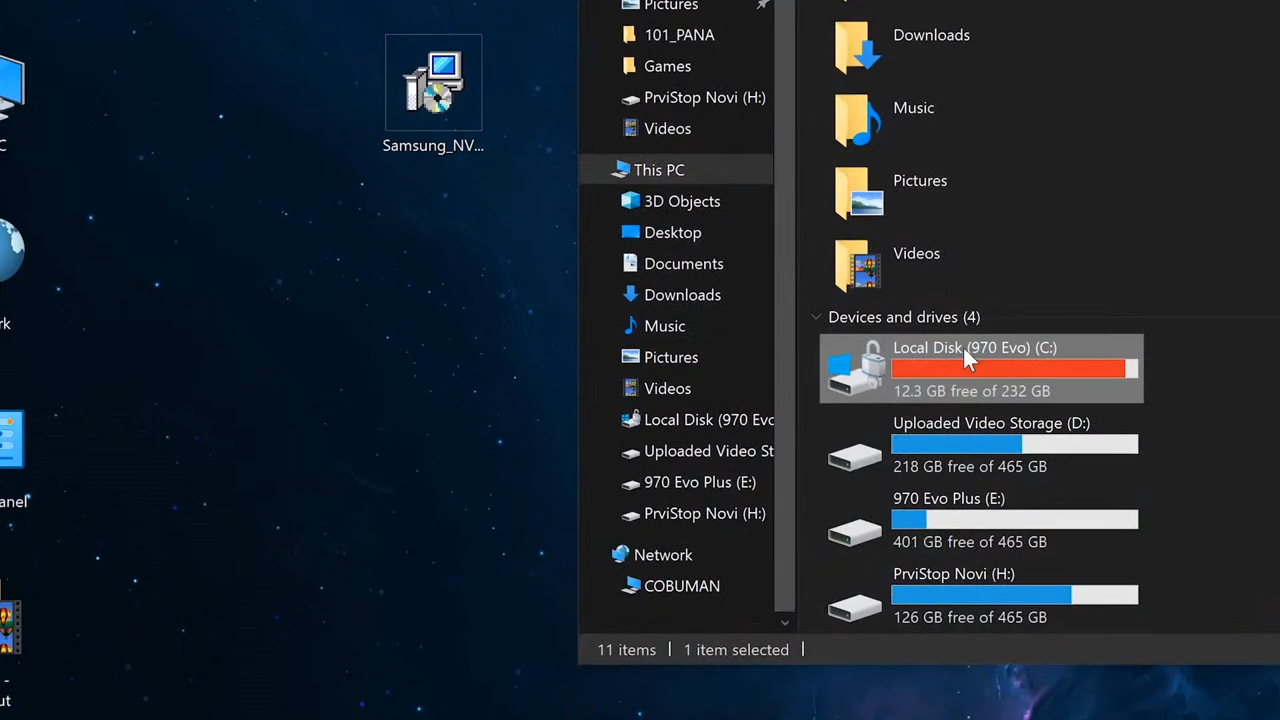 C
rk
anel
-
ut
Samsung_NV...
Pictures
101_PANA
Games
PrviStop Novi (H:)
Videos
This PC
3D Objects
Desktop
Documents
Downloads
Music
Pictures
Videos
Local Disk (970 Evo
Uploaded Video St
970 Evo Plus (E:)
PrviStop Novi (H:)
Network
COBUMAN
Downloads
Music
Pictures
Videos
Devices and drives (4)
Local Disk (970 Evo) (C:)
12.3 GB free of 232 GB
Uploaded Video Storage (D:)
218 GB free of 465 GB
970 Evo Plus (E:)
401 GB free of 465 GB
PrviStop Novi (H:)
126 GB free of 465 GB
11 items
1 item selected